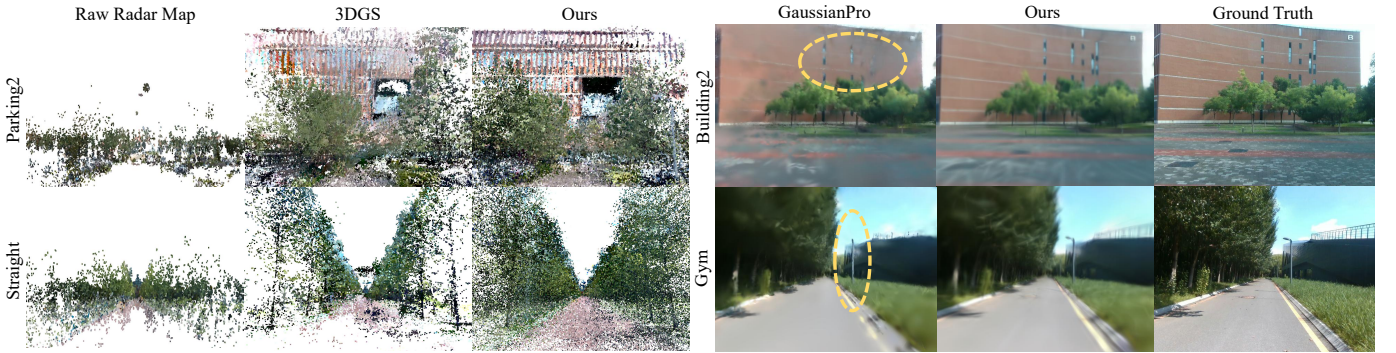 Raw Radar Map 3DGS Ours GaussianPro Ours Ground Truth
Parking2
Building2
Straight
Gym